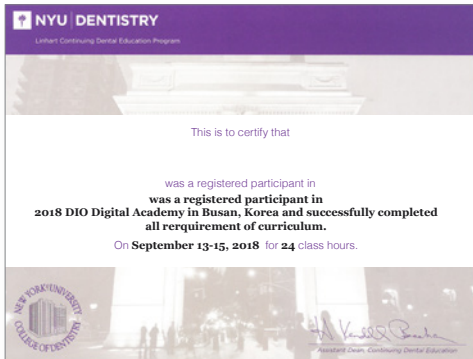 NYU DENTISTRY
Linhart Continuing Dental Education Program
This is to certify that
was a registered participant in
was a registered participant in
2018 DIO Digital Academy in Busan, Korea and successfully completed
all rerquirement of curriculum.
On September 13-15, 2018 for 24 class hours.
NEW YORK UNIVERSITY
COLLEGE OF DENTISTRY
Assistant Dean, Continuing Dental Education